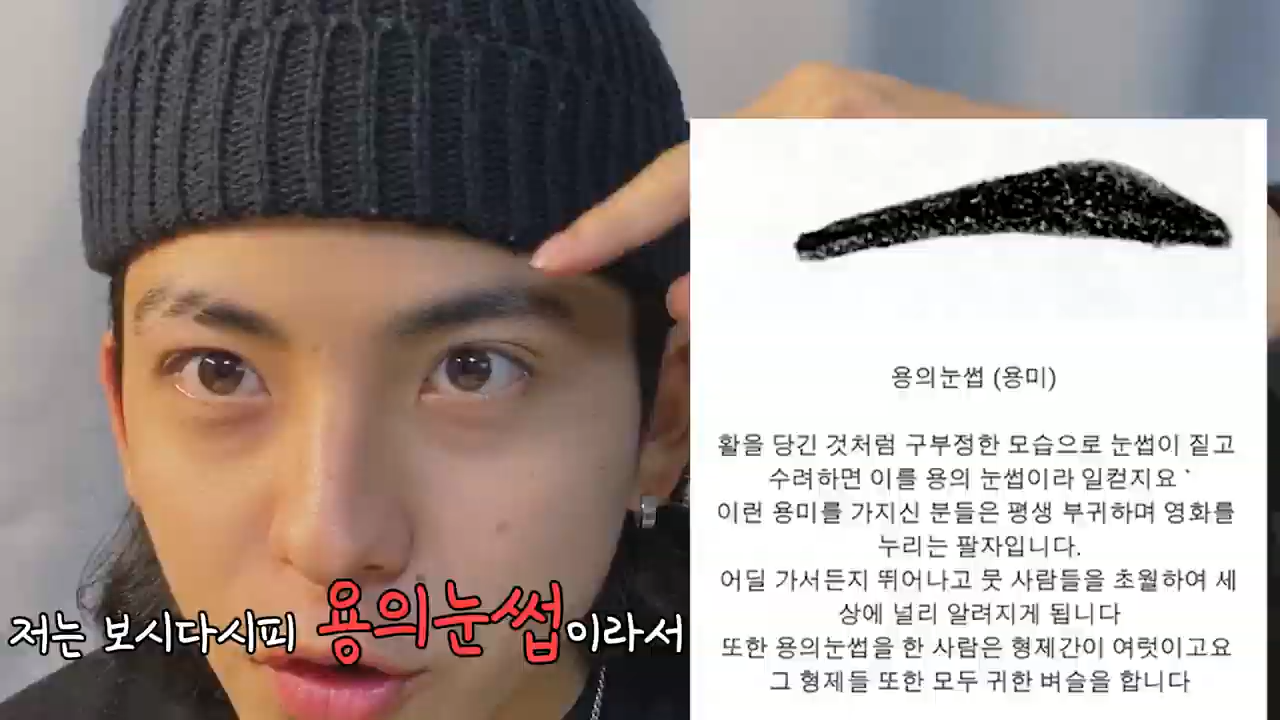 저는 보시다시피 용의눈썹이라서
용의눈썹 (용미)
활을 당긴 것처럼 구부정한 모습으로 눈썹이 짙고
수려하면 이를 용의 눈썹이라 일컫지요 `
이런 용미를 가지신 분들은 평생 부귀하며 영화를
누리는 팔자입니다.
어딜 가서든지 뛰어나고 뭇 사람들을 초월하여 세
상에 널리 알려지게 됩니다
또한 용의눈썹을 한 사람은 형제간이 여럿이고요
그 형제들 또한 모두 귀한 벼슬을 합니다